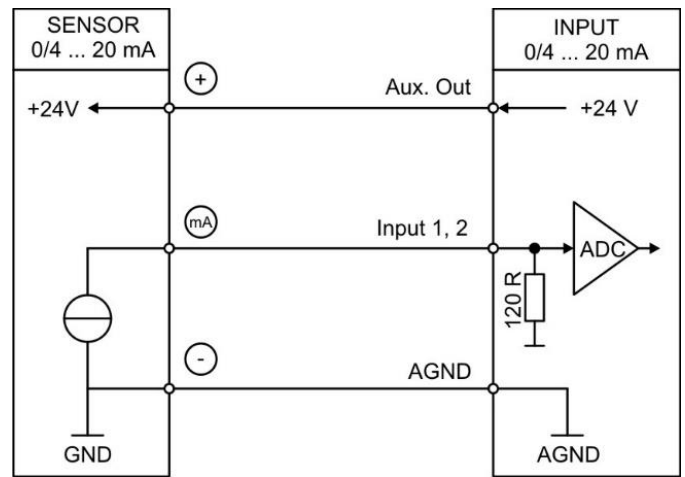 SENSOR
0/4 ... 20 mA
INPUT
0/4 ... 20 mA
+
Aux. Out
+24V
+24 V
mA
Input 1, 2
ADC
120 R
-
AGND
GND
AGND